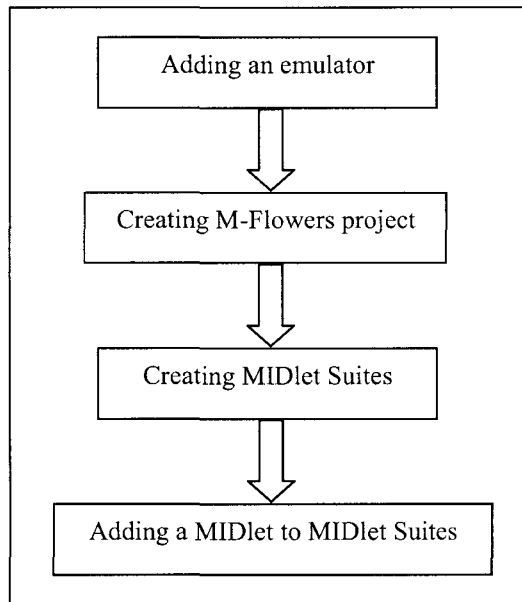 Adding an emulator
Creating M-Flowers project
Creating MIDlet Suites
Adding a MIDlet to MIDlet Suites